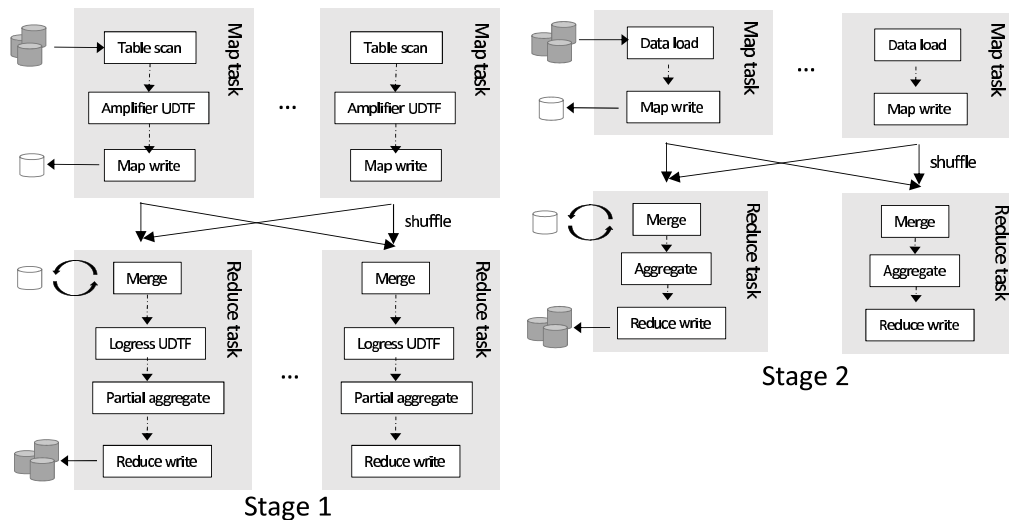 Table scan
Amplifier UDTF
Map write
Map task
...
Table scan
Amplifier UDTF
Map write
Map task
shuffle
Merge
Logress UDTF
Partial aggregate
Reduce write
Reduce task
...
Merge
Logress UDTF
Partial aggregate
Reduce write
Reduce task
Stage 1
Data load
Map write
Map task
...
Data load
Map write
Map task
shuffle
Merge
Aggregate
Reduce write
Reduce task
Merge
Aggregate
Reduce write
Reduce task
Stage 2